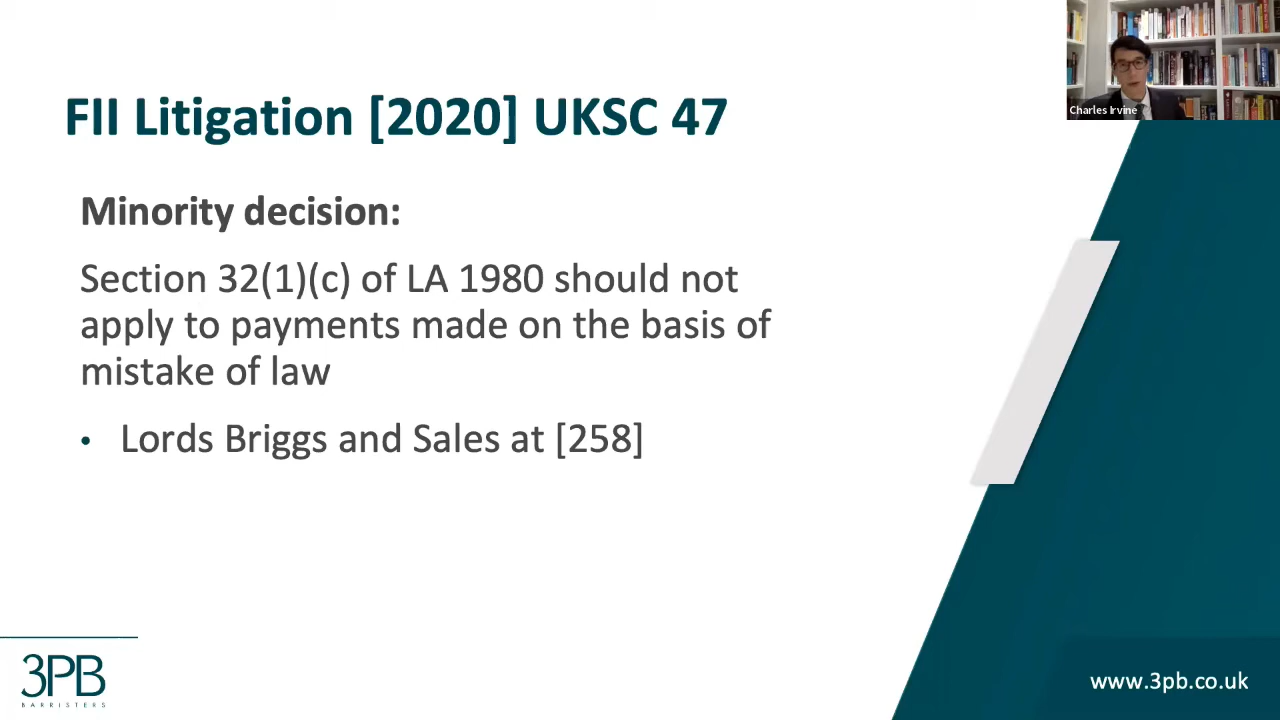 Charles Irvine
FII Litigation [2020] UKSC 47
Minority decision:
Section 32(1)(c) of LA 1980 should not
apply to payments made on the basis of
mistake of law
• Lords Briggs and Sales at [258]
3PB
BARRISTERS
www.3pb.co.uk